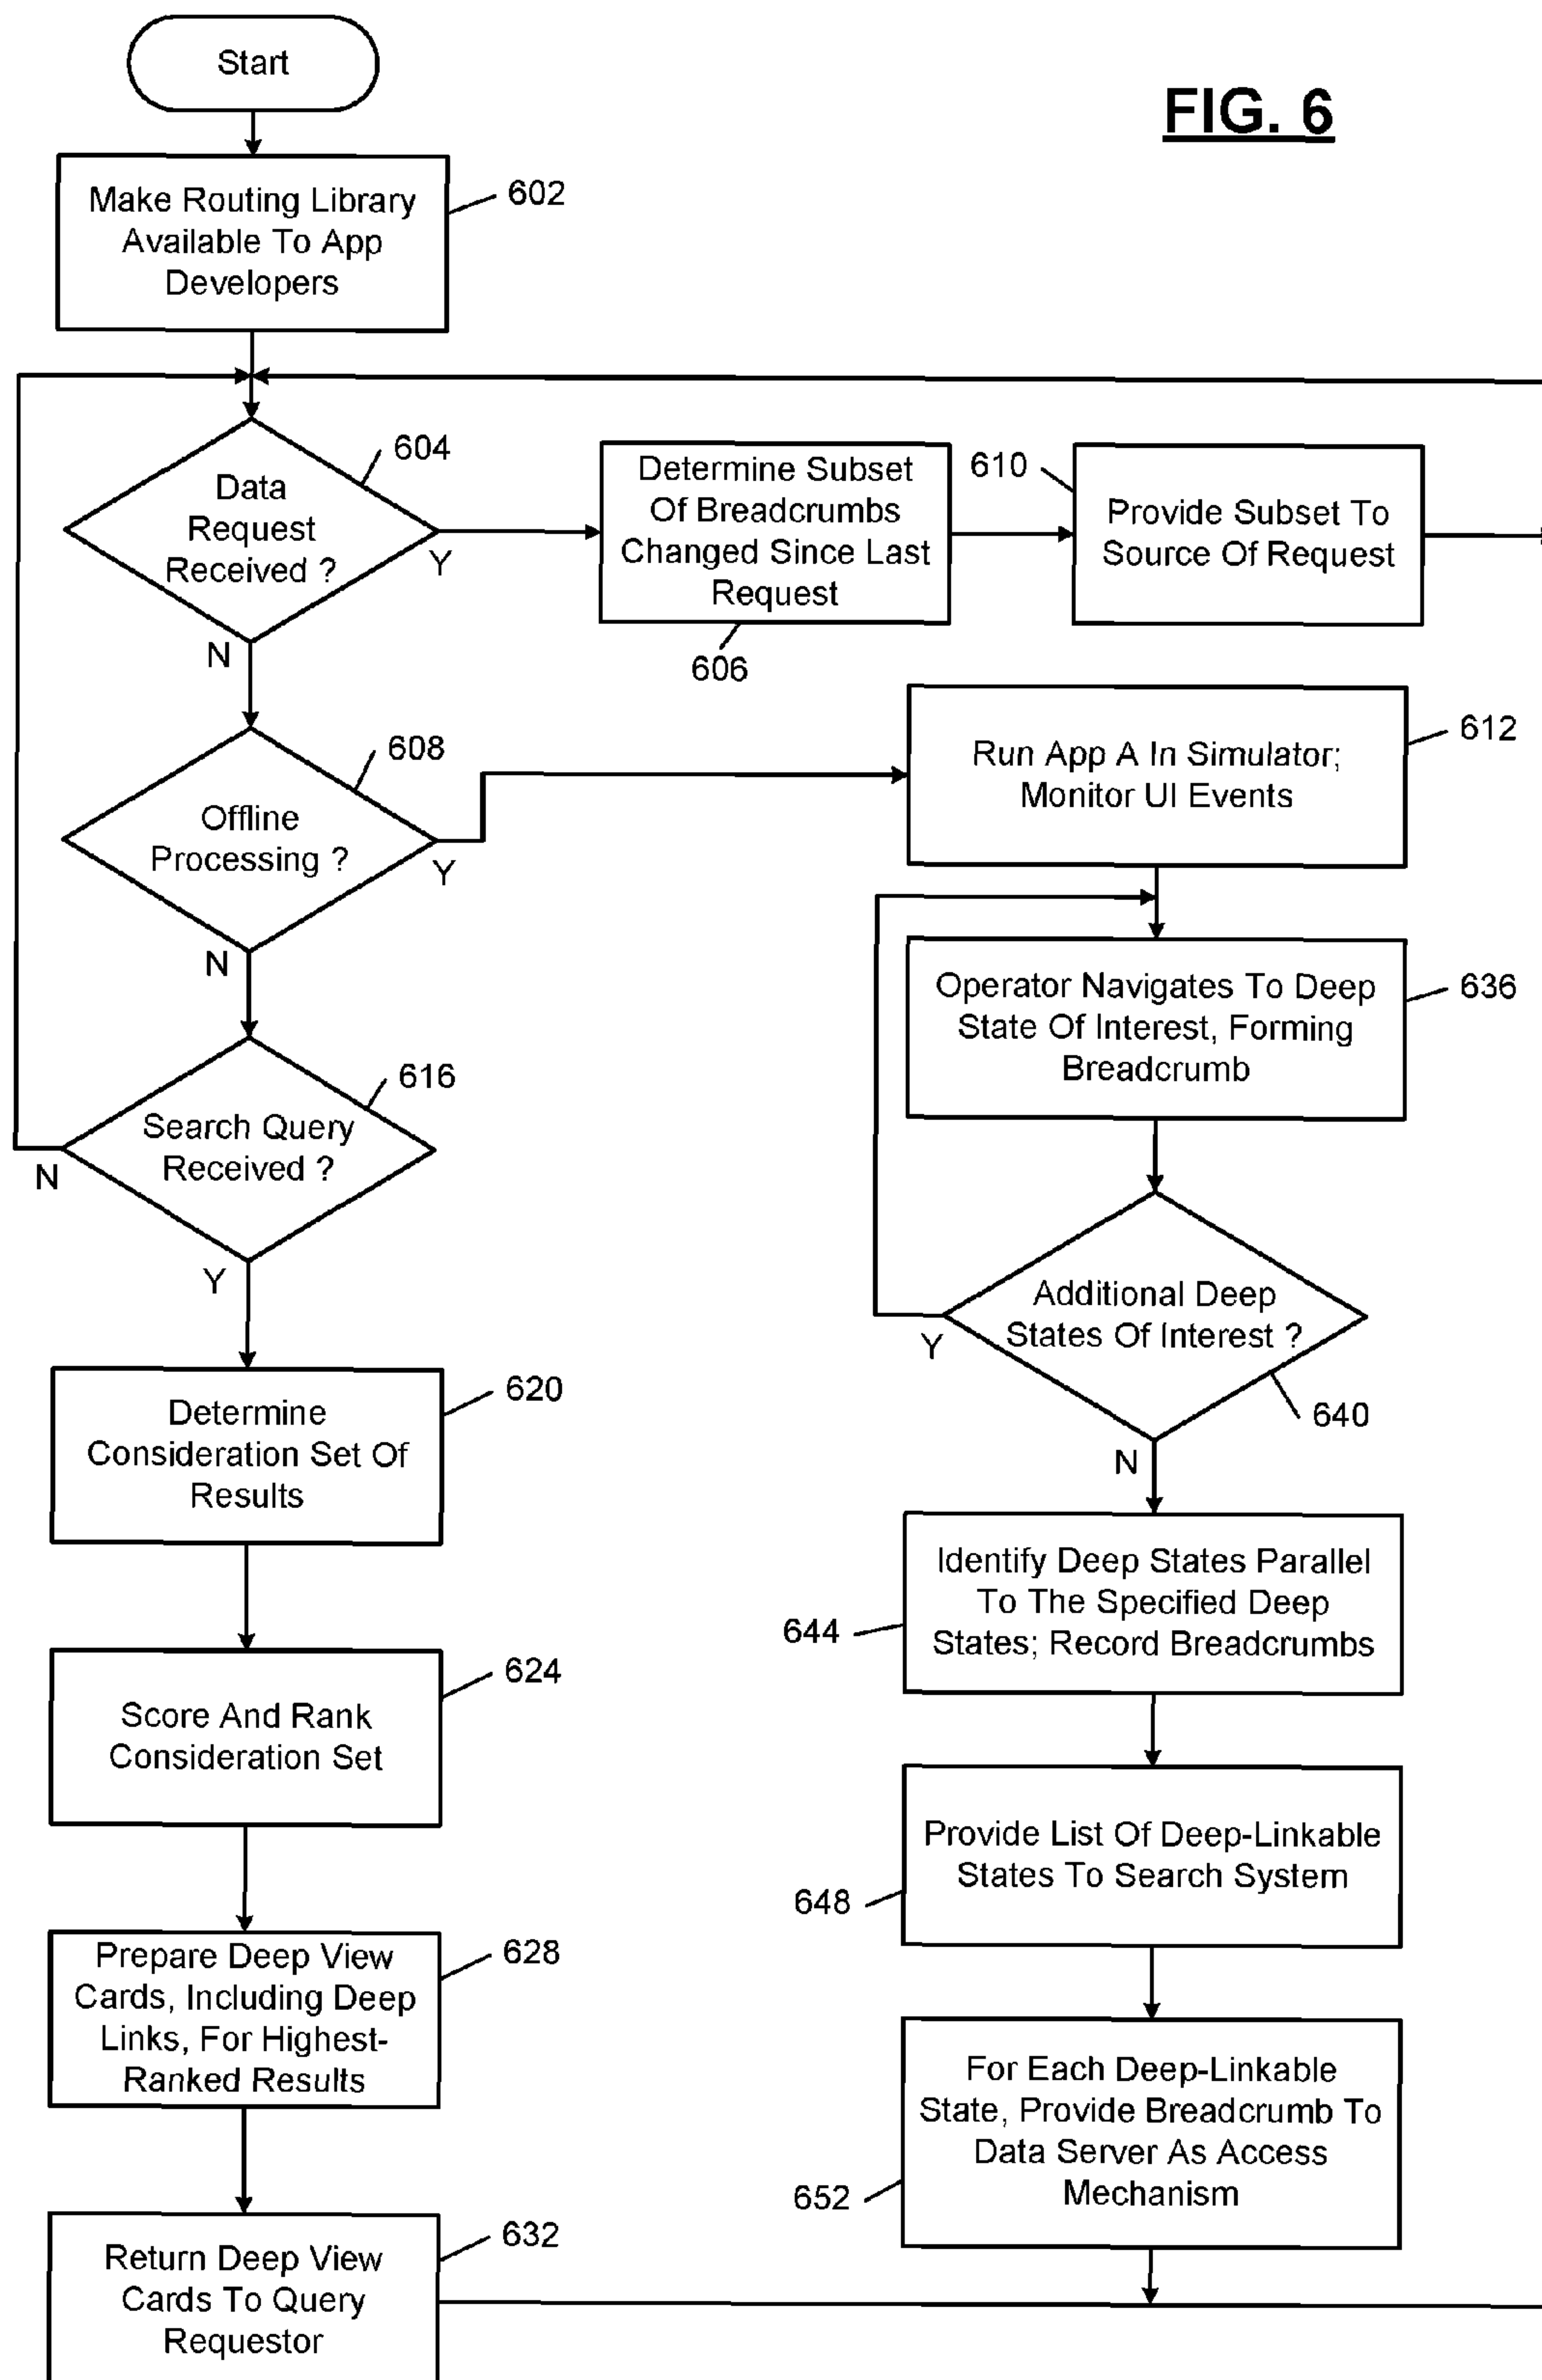 Start
FIG. 6
Make Routing Library
Available To App
Developers
602
Data
Request
Received ?
604
Y
N
Determine Subset
Of Breadcrumbs
Changed Since Last
Request
606
610
Provide Subset To
Source Of Request
Offline
Processing ?
608
Y
N
Run App A In Simulator;
Monitor UI Events
612
Operator Navigates To Deep
State Of Interest, Forming
Breadcrumb
636
Search Query
Received ?
616
N
Y
Additional Deep
States Of Interest ?
Y
640
N
Determine
Consideration Set Of
Results
620
Identify Deep States Parallel
To The Specified Deep
States; Record Breadcrumbs
644
Score And Rank
Consideration Set
624
Provide List Of Deep-Linkable
States To Search System
648
Prepare Deep View
Cards, Including Deep
Links, For Highest-
Ranked Results
628
For Each Deep-Linkable
State, Provide Breadcrumb To
Data Server As Access
Mechanism
652
Return Deep View
Cards To Query
Requestor
632